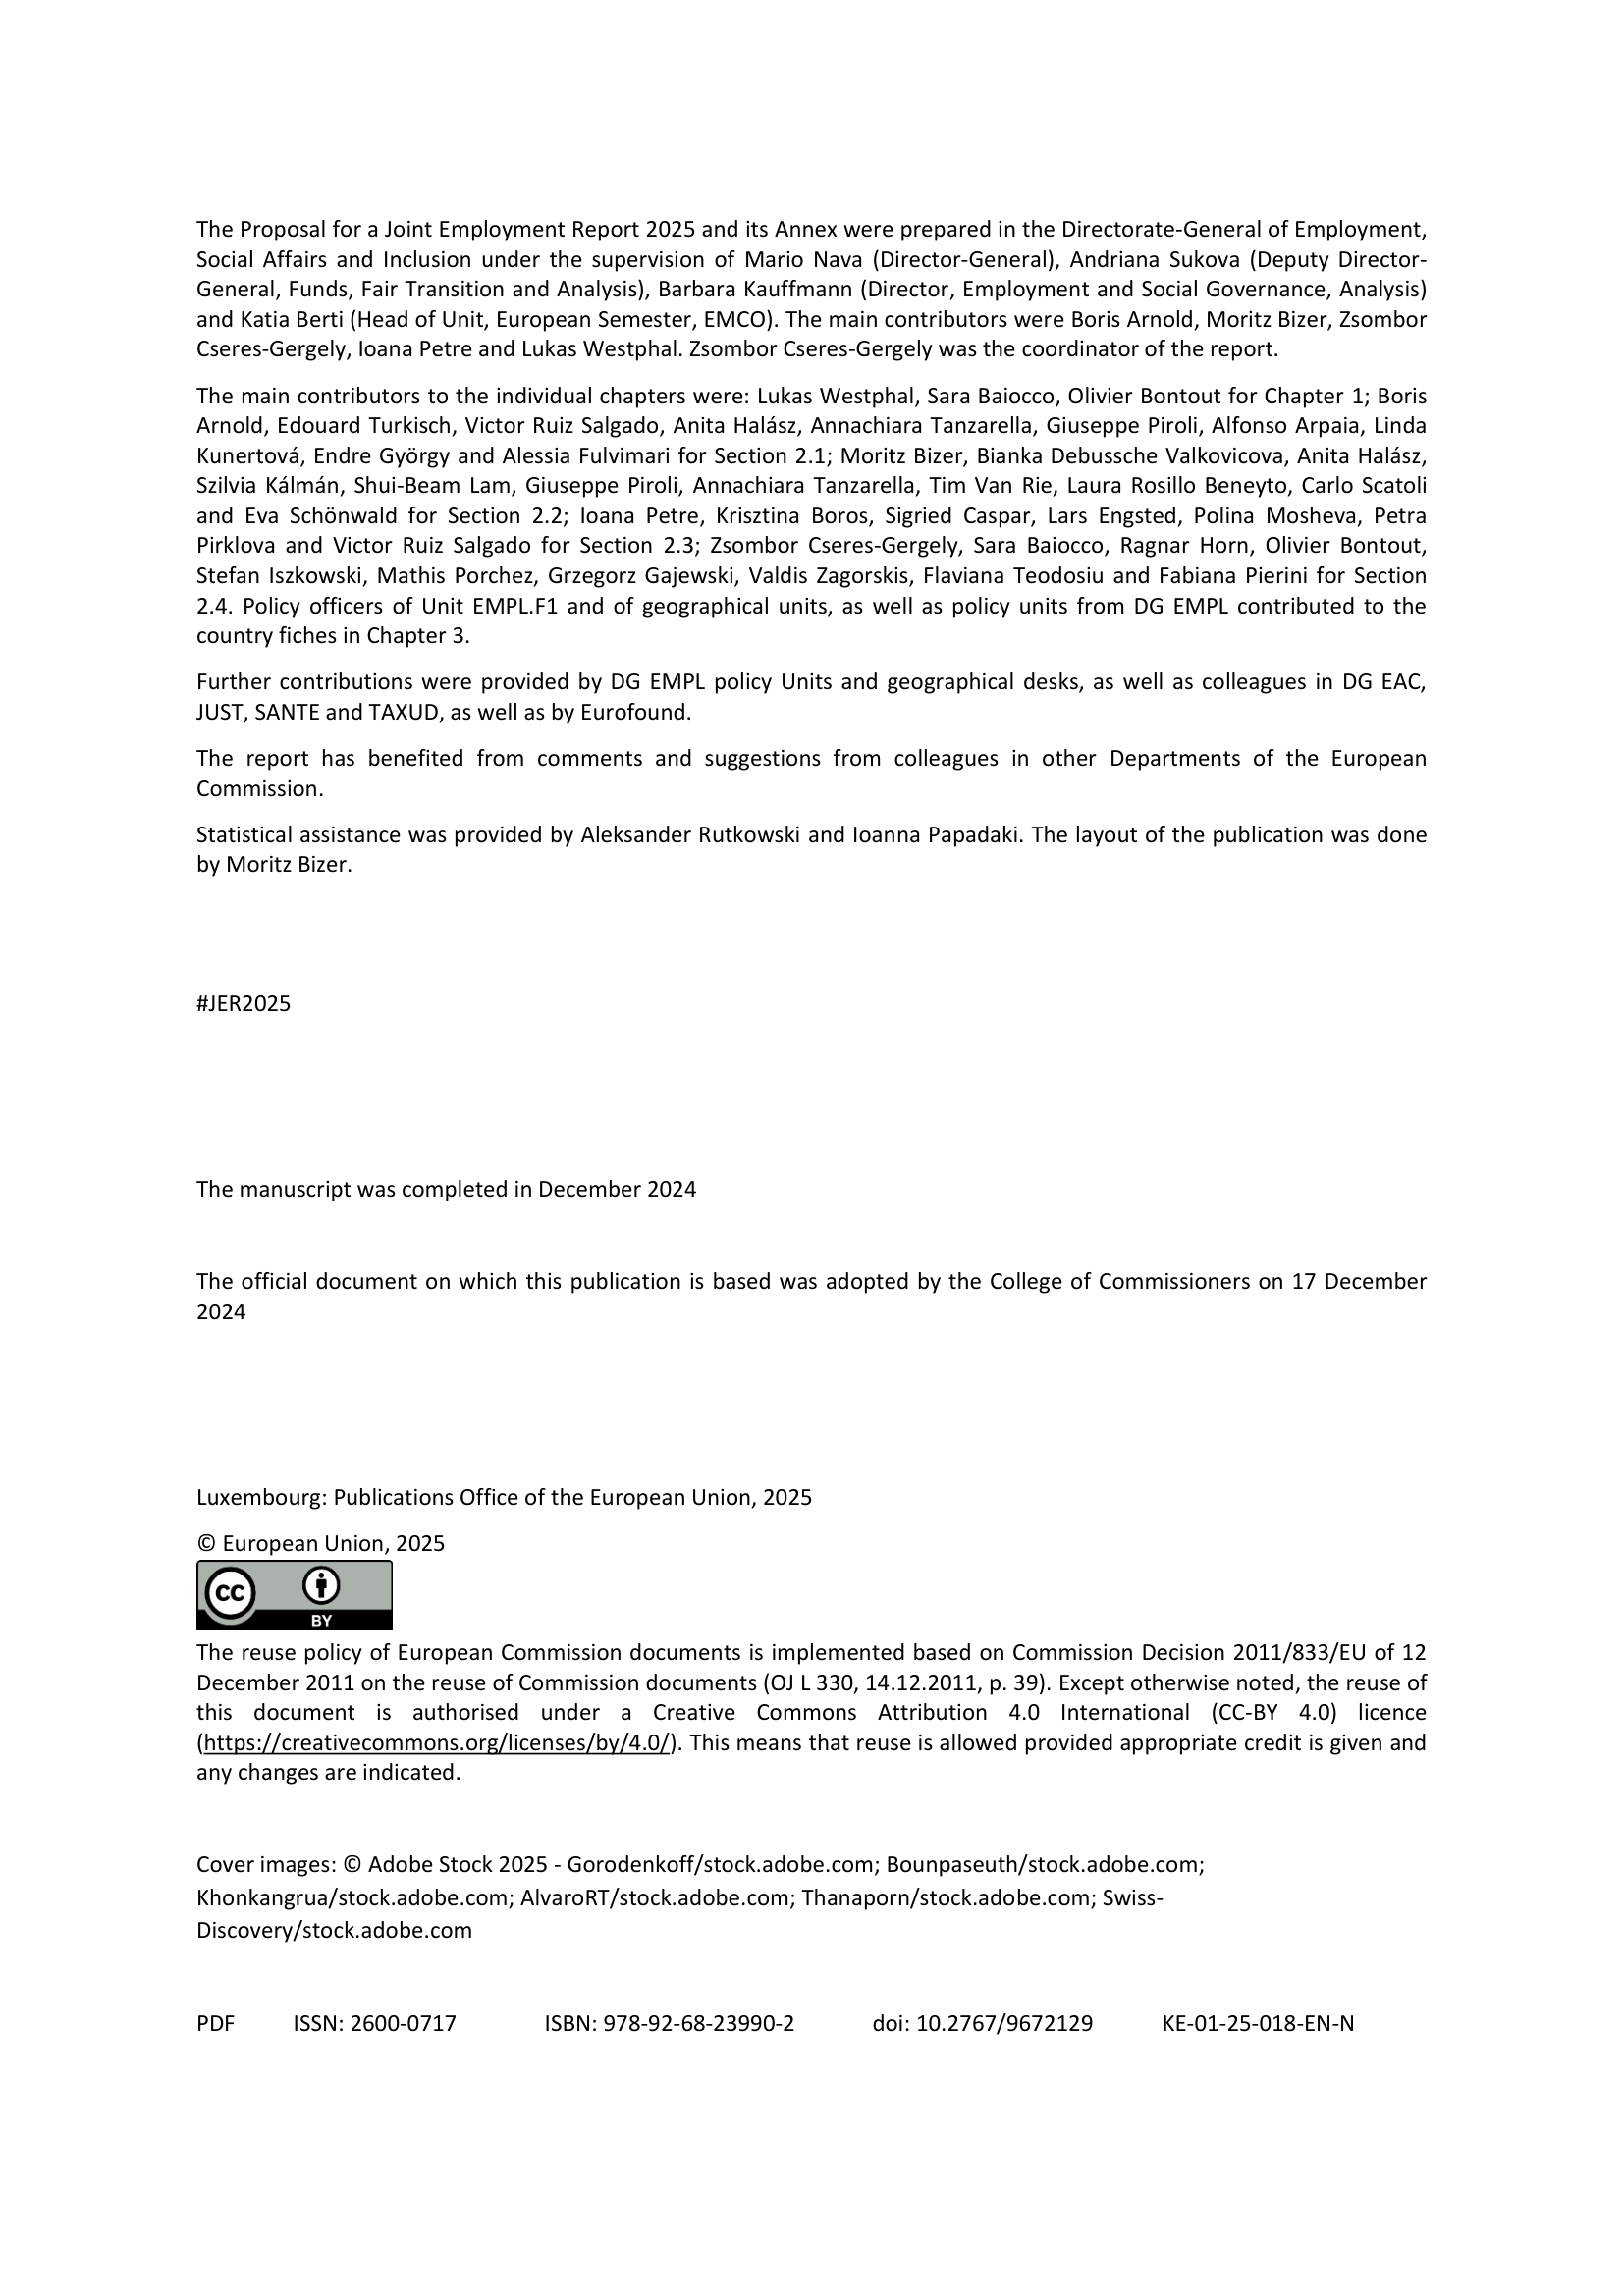 The Proposal for a Joint Employment Report 2025 and its Annex were prepared in the Directorate-General of Employment,
Social Affairs and Inclusion under the supervision of Mario Nava (Director-General), Andriana Sukova (Deputy Director-
General, Funds, Fair Transition and Analysis), Barbara Kauffmann (Director, Employment and Social Governance, Analysis)
and Katia Berti (Head of Unit, European Semester, EMCO). The main contributors were Boris Arnold, Moritz Bizer, Zsombor
Cseres-Gergely, Ioana Petre and Lukas Westphal. Zsombor Cseres-Gergely was the coordinator of the report.
The main contributors to the individual chapters were: Lukas Westphal, Sara Baiocco, Olivier Bontout for Chapter 1; Boris
Arnold, Edouard Turkisch, Victor Ruiz Salgado, Anita Halász, Annachiara Tanzarella, Giuseppe Piroli, Alfonso Arpaia, Linda
Kunertová, Endre György and Alessia Fulvimari for Section 2.1; Moritz Bizer, Bianka Debussche Valkovicova, Anita Halász,
Szilvia Kálmán, Shui-Beam Lam, Giuseppe Piroli, Annachiara Tanzarella, Tim Van Rie, Laura Rosillo Beneyto, Carlo Scatoli
and Eva Schönwald for Section 2.2; Ioana Petre, Krisztina Boros, Sigried Caspar, Lars Engsted, Polina Mosheva, Petra
Pirklova and Victor Ruiz Salgado for Section 2.3; Zsombor Cseres-Gergely, Sara Baiocco, Ragnar Horn, Olivier Bontout,
Stefan Iszkowski, Mathis Porchez, Grzegorz Gajewski, Valdis Zagorskis, Flaviana Teodosiu and Fabiana Pierini for Section
2.4. Policy officers of Unit EMPL.F1 and of geographical units, as well as policy units from DG EMPL contributed to the
country fiches in Chapter 3.
Further contributions were provided by DG EMPL policy Units and geographical desks, as well as colleagues in DG EAC,
JUST, SANTE and TAXUD, as well as by Eurofound.
The report has benefited from comments and suggestions from colleagues in other Departments of the European
Commission.
Statistical assistance was provided by Aleksander Rutkowski and Ioanna Papadaki. The layout of the publication was done
by Moritz Bizer.
#JER2025
The manuscript was completed in December 2024
The official document on which this publication is based was adopted by the College of Commissioners on 17 December
2024
Luxembourg: Publications Office of the European Union, 2025
© European Union, 2025
cc
BY
The reuse policy of European Commission documents is implemented based on Commission Decision 2011/833/EU of 12
December 2011 on the reuse of Commission documents (OJ L 330, 14.12.2011, p. 39). Except otherwise noted, the reuse of
this document is authorised under a Creative Commons Attribution 4.0 International (CC-BY 4.0) licence
(https://creativecommons.org/licenses/by/4.0/). This means that reuse is allowed provided appropriate credit is given and
any changes are indicated.
Cover images: © Adobe Stock 2025 - Gorodenkoff/stock.adobe.com; Bounpaseuth/stock.adobe.com;
Khonkangrua/stock.adobe.com; AlvaroRT/stock.adobe.com; Thanaporn/stock.adobe.com; Swiss-
Discovery/stock.adobe.com
PDF ISSN: 2600-0717 ISBN: 978-92-68-23990-2 doi: 10.2767/9672129 KE-01-25-018-EN-N